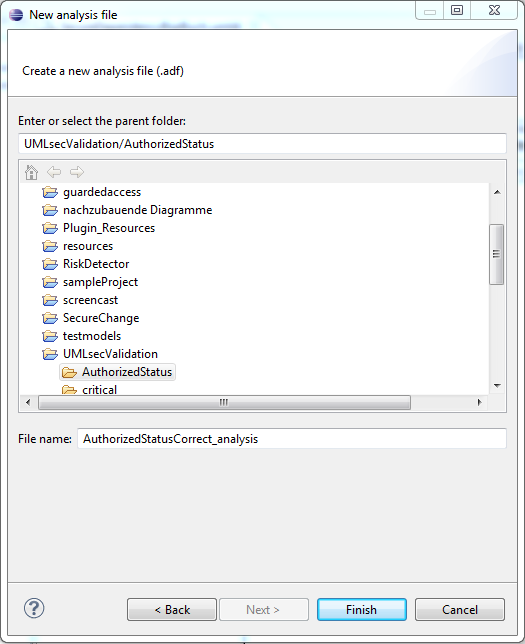 New analysis file
Create a new analysis file (.adf)
Enter or select the parent folder:
UMLsecValidation/AuthorizedStatus
guardedaccess
nachzubauende Diagramme
Plugin_Resources
resources
RiskDetector
sampleProject
screencast
SecureChange
testmodels
UMLsecValidation
AuthorizedStatus
critical
File name: AuthorizedStatusCorrect_analysis
? < Back Next > Finish Cancel